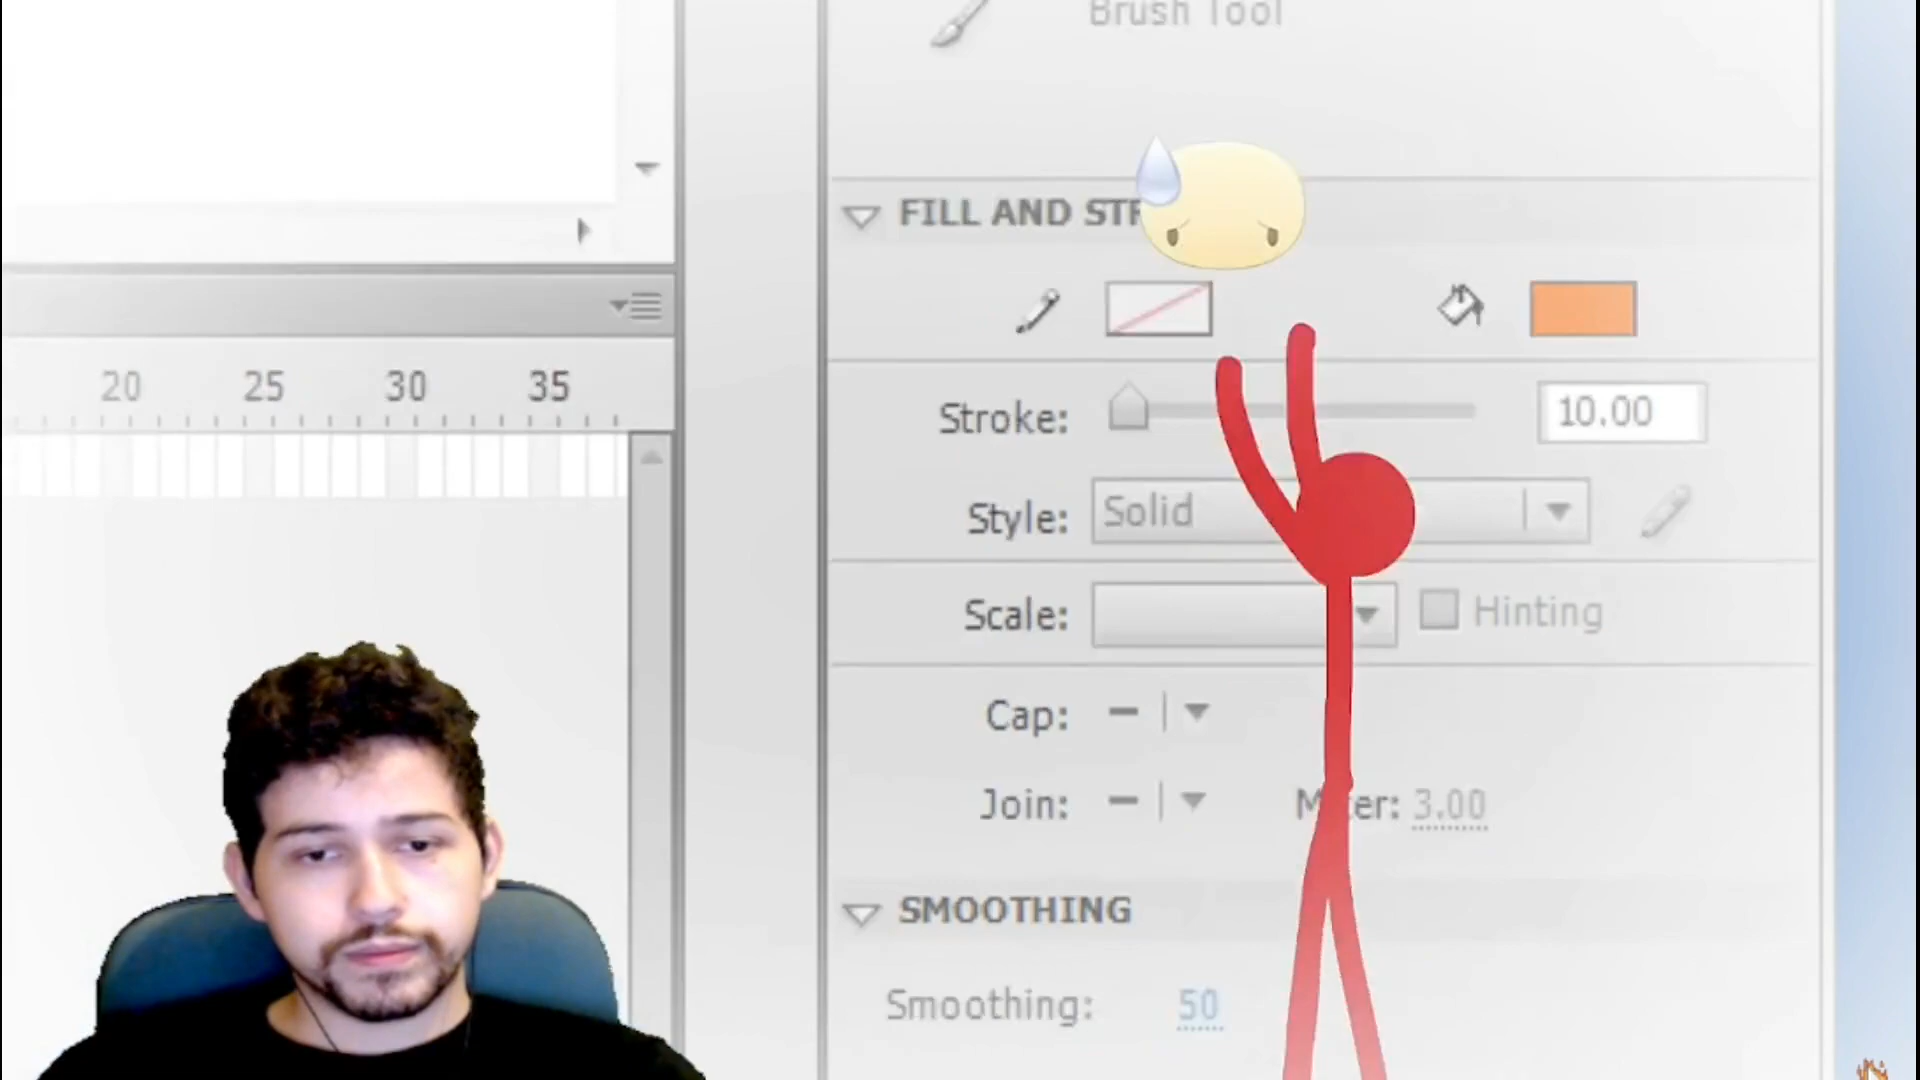 Brush Tool
FILL AND STR
20 25 30 35
Stroke: 10.00
Style: Solid
Scale: Hinting
Cap:
Join: 3.00
SMOOTHING
Smoothing: 50